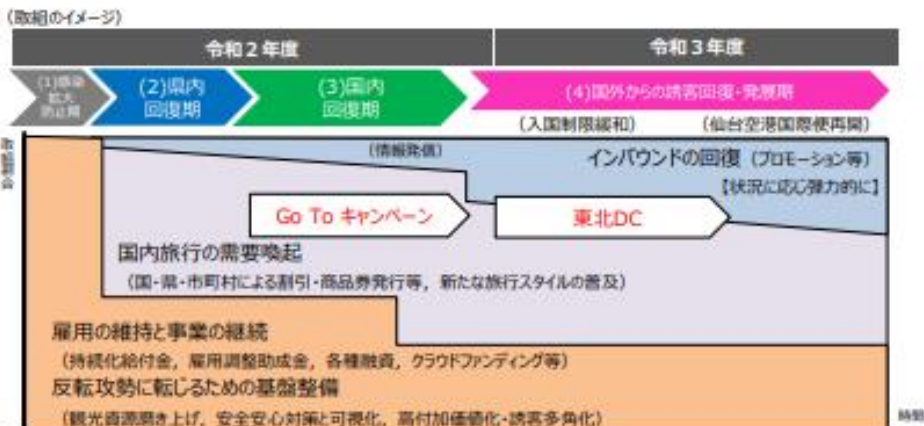 （取組のイメージ）
令和２年度
令和３年度
(1)感染
拡大
防止期
(2)県内
回復期
(3)国内
回復期
(4)国外からの誘客回復・発展期
（入国制限緩和）
（仙台空港国際便再開）
（情報発信）
インバウンドの回復（プロモーション等）
【状況に応じ弾力的に】
Go To キャンペーン
東北DC
国内旅行の需要喚起
（国・県・市町村による割引・商品券発行等，新たな旅行スタイルの普及）
雇用の維持と事業の継続
（持続化給付金，雇用調整助成金，各種融資，クラウドファンディング等）
反転攻勢に転じるための基盤整備
（観光資源磨き上げ，安全安心対策と可視化，高付加価値化・誘客多角化）
時間